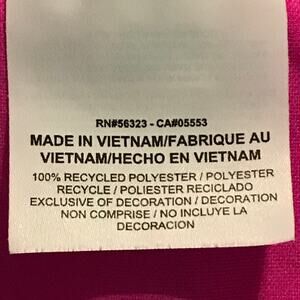 RN#56323 - CA#05553
MADE IN VIETNAM/FABRIQUE AU
VIETNAM/HECHO EN VIETNAM
100% RECYCLED POLYESTER / POLYESTER
RECYCLE / POLIESTER RECICLADO
EXCLUSIVE OF DECORATION / DECORATION
NON COMPRISE / NO INCLUYE LA
DECORACION